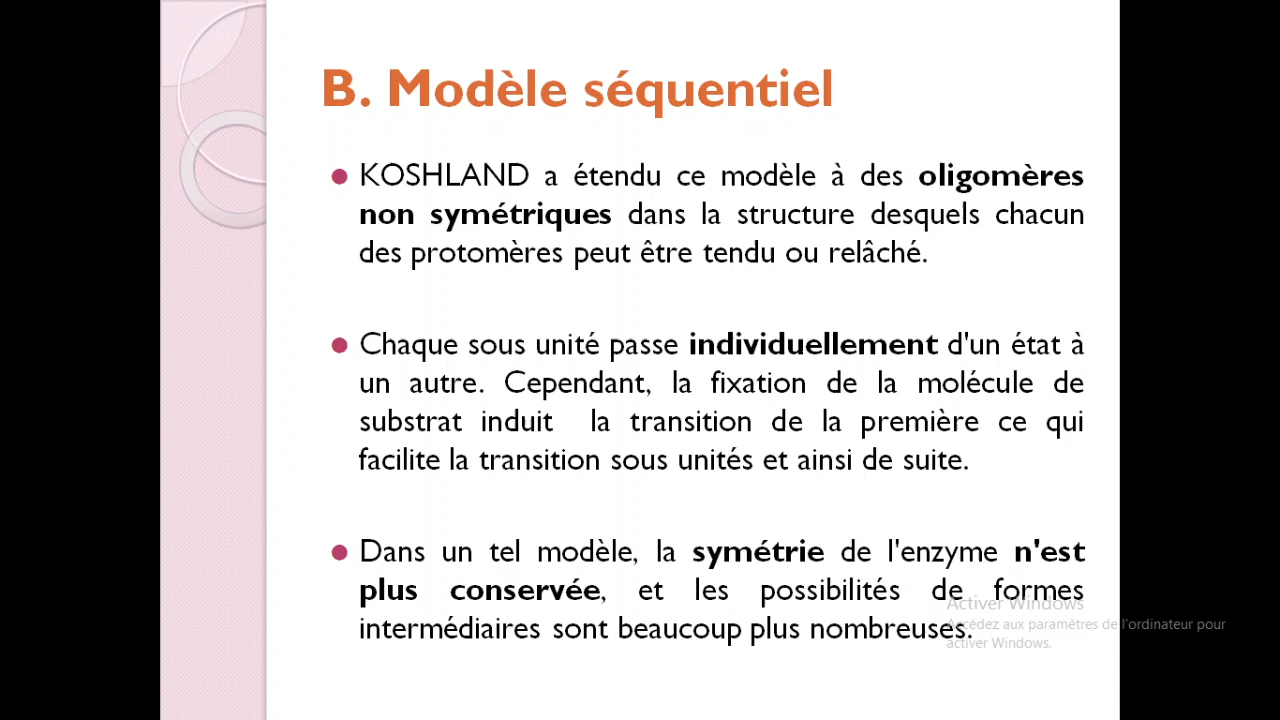 B. Modèle séquentiel
KOSHLAND a étendu ce modèle à des oligomères
non symétriques dans la structure desquels chacun
des protomères peut être tendu ou relâché.
Chaque sous unité passe individuellement d'un état à
un autre. Cependant, la fixation de la molécule de
substrat induit la transition de la première ce qui
facilite la transition sous unités et ainsi de suite.
Dans un tel modèle, la symétrie de l'enzyme n'est
plus conservée, et les possibilités de formes
intermédiaires sont beaucoup plus nombreuses.
Activer Windows
Accédez aux paramètres de l'ordinateur pour
activer Windows.